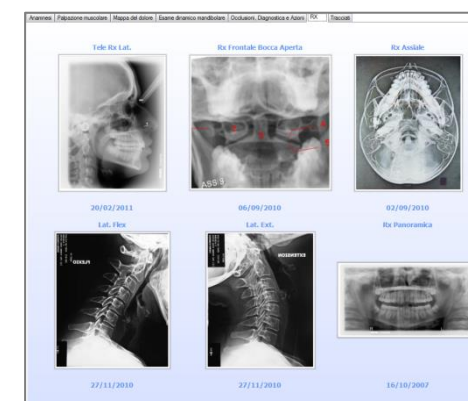 Anamnesi Palpazione muscolare Mappa del dolore Esame dinamico mandibolare Occlusioni, Diagnostica e Azioni RX Tracciati
Tele Rx Lat. Rx Frontale Bocca Aperta Rx Assiale
ASSIS
20/02/2011 06/09/2010 02/09/2010
Lat. Flex Lat. Ext. Rx Panoramica
27/11/2010 27/11/2010 16/10/2007